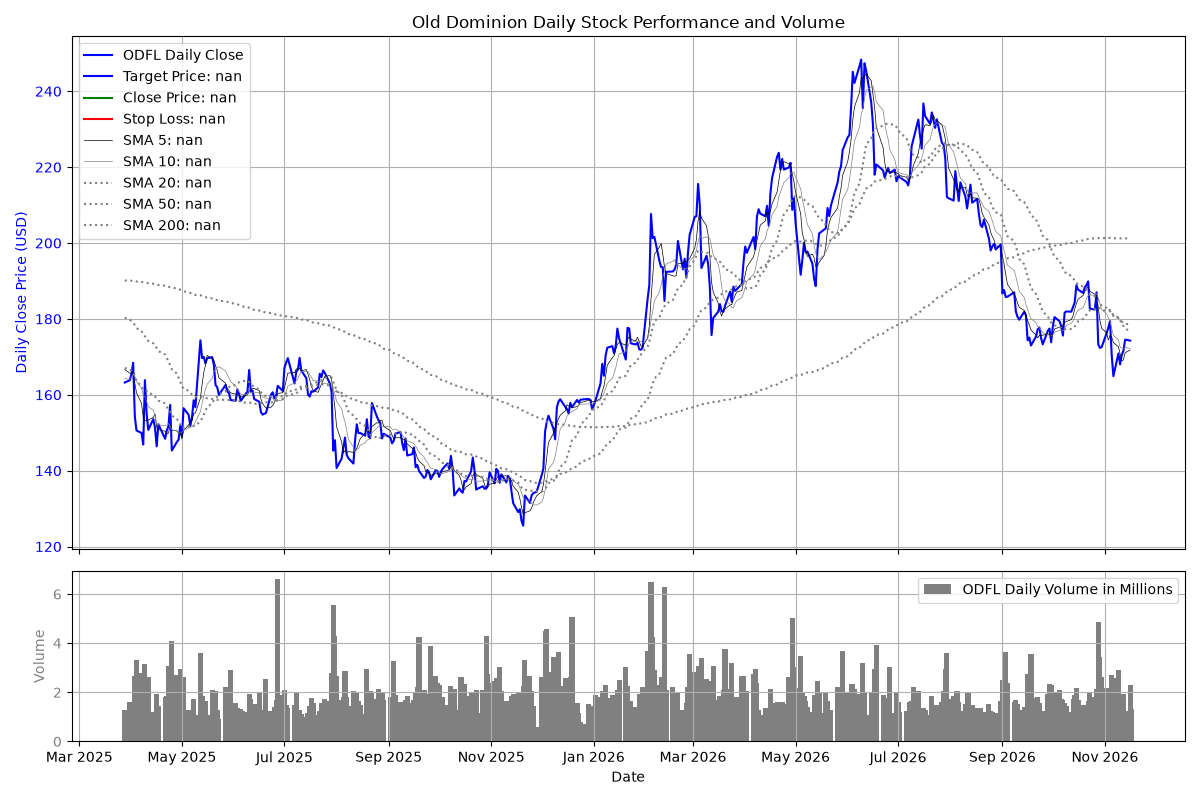 Old Dominion Daily Stock Performance and Volume
ODFL Daily Close
Target Price: nan
Close Price: nan
Stop Loss: nan
SMA 5: nan
SMA 10: nan
SMA 20: nan
SMA 50: nan
SMA 200: nan
Daily Close Price (USD)
240
220
200
180
160
140
120
ODFL Daily Volume in Millions
Volume
6
4
2
0
Mar 2025 May 2025 Jul 2025 Sep 2025 Nov 2025 Jan 2026 Mar 2026 May 2026 Jul 2026 Sep 2026 Nov 2026
Date